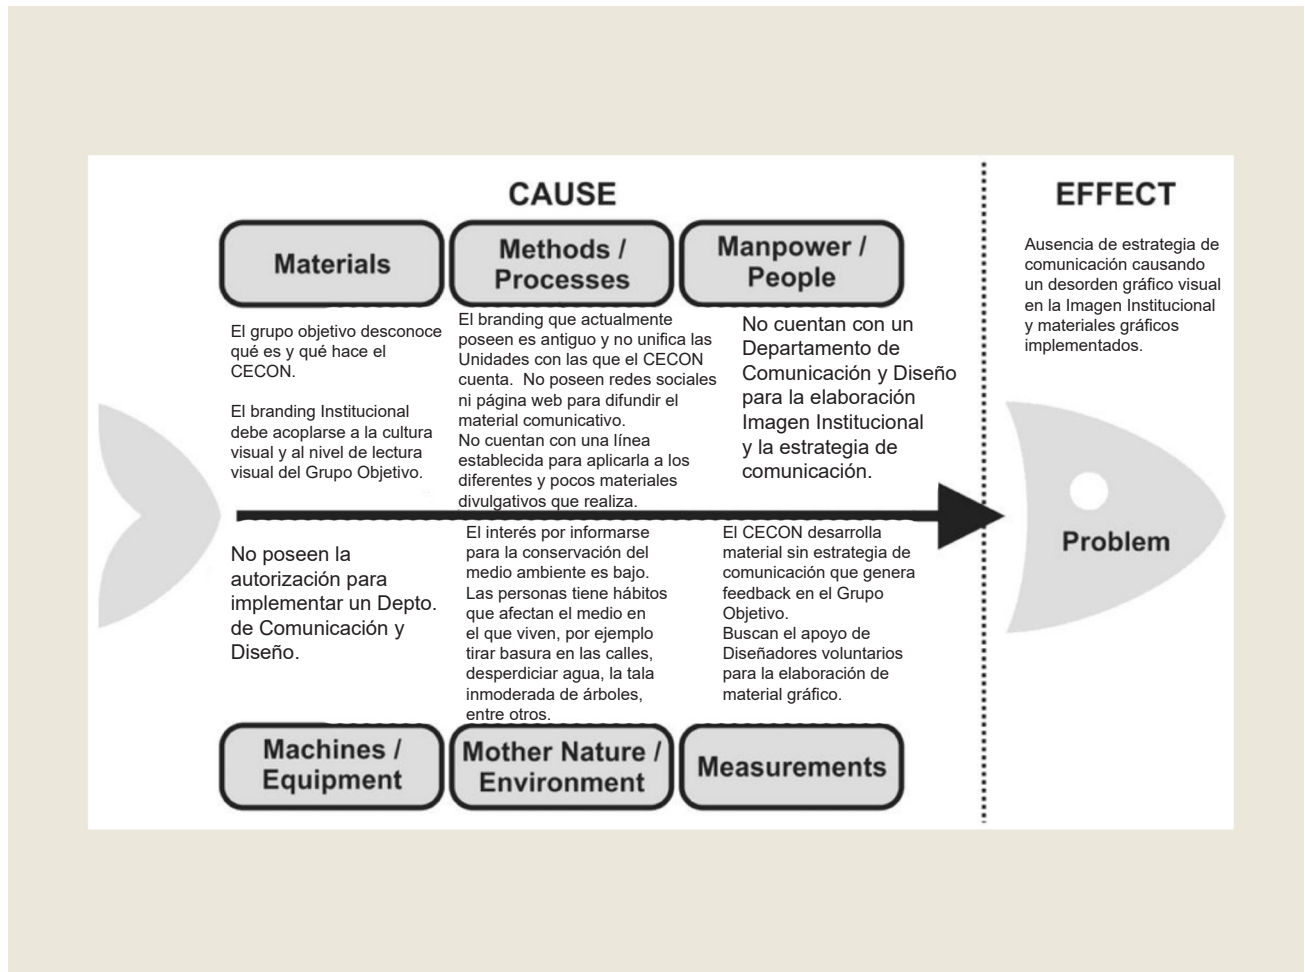 CAUSE
EFFECT
Materials
Methods /
Processes
Manpower /
People
El grupo objetivo desconoce
qué es y qué hace el
CECON.
El branding Institucional
debe acoplarse a la cultura
visual y al nivel de lectura
visual del Grupo Objetivo.
El branding que actualmente
poseen es antiguo y no unifica las
Unidades con las que el CECON
cuenta.  No poseen redes sociales
ni página web para difundir el
material comunicativo.
No cuentan con una línea
establecida para aplicarla a los
diferentes y pocos materiales
divulgativos que realiza.
No cuentan con un
Departamento de
Comunicación y Diseño
para la elaboración
Imagen Institucional
y la estrategia de
comunicación.
Ausencia de estrategia de
comunicación causando
un desorden gráfico visual
en la Imagen Institucional
y materiales gráficos
implementados.
Problem
No poseen la
autorización para
implementar un Depto.
de Comunicación y
Diseño.
El interés por informarse
para la conservación del
medio ambiente es bajo.
Las personas tiene hábitos
que afectan el medio en
el que viven, por ejemplo
tirar basura en las calles,
desperdiciar agua, la tala
inmoderada de árboles,
entre otros.
El CECON desarrolla
material sin estrategia de
comunicación que genera
feedback en el Grupo
Objetivo.
Buscan el apoyo de
Diseñadores voluntarios
para la elaboración de
material gráfico.
Machines /
Equipment
Mother Nature /
Environment
Measurements